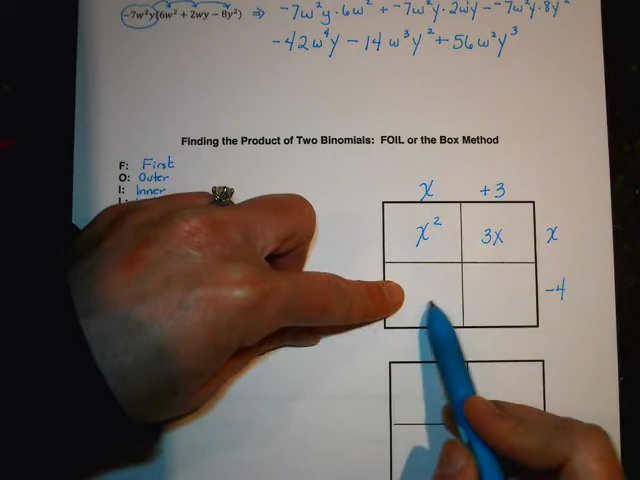 -7w²y(6w² + 2wy - 8y²) ⇒ -7w²y·6w² + -7w²y·2wy - -7w²y·8y²
-42w⁴y - 14w³y² + 56w²y³
Finding the Product of Two Binomials: FOIL or the Box Method
F: First
O: Outer
I: Inner
x +3
x² 3x x
-4